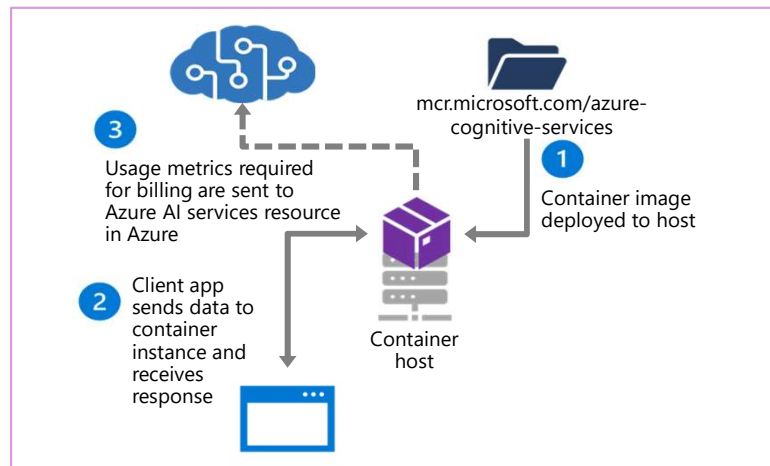 mcr.microsoft.com/azure-
cognitive-services
1
Container image
deployed to host
3
Usage metrics required
for billing are sent to
Azure AI services resource
in Azure
2
Client app
sends data to
container
instance and
receives
response
Container
host